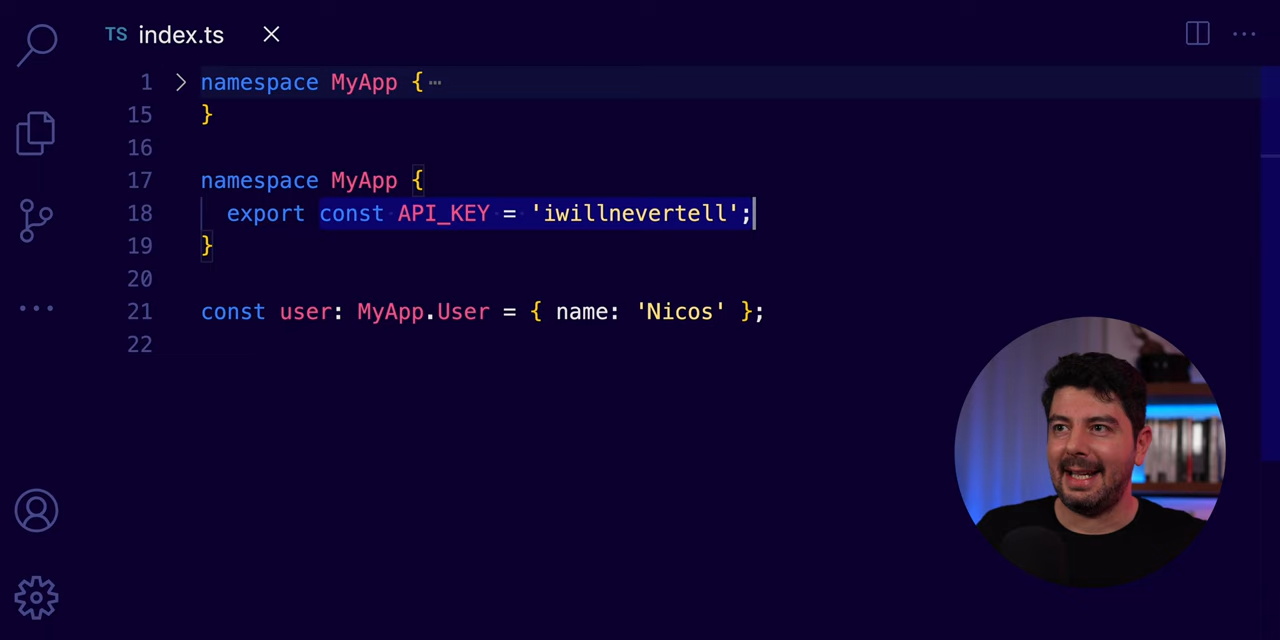 TS index.ts
1 namespace MyApp { ···
15 }
16
17 namespace MyApp {
18 export const API_KEY = 'iwillnevertell';
19 }
20
21 const user: MyApp.User = { name: 'Nicos' };
22